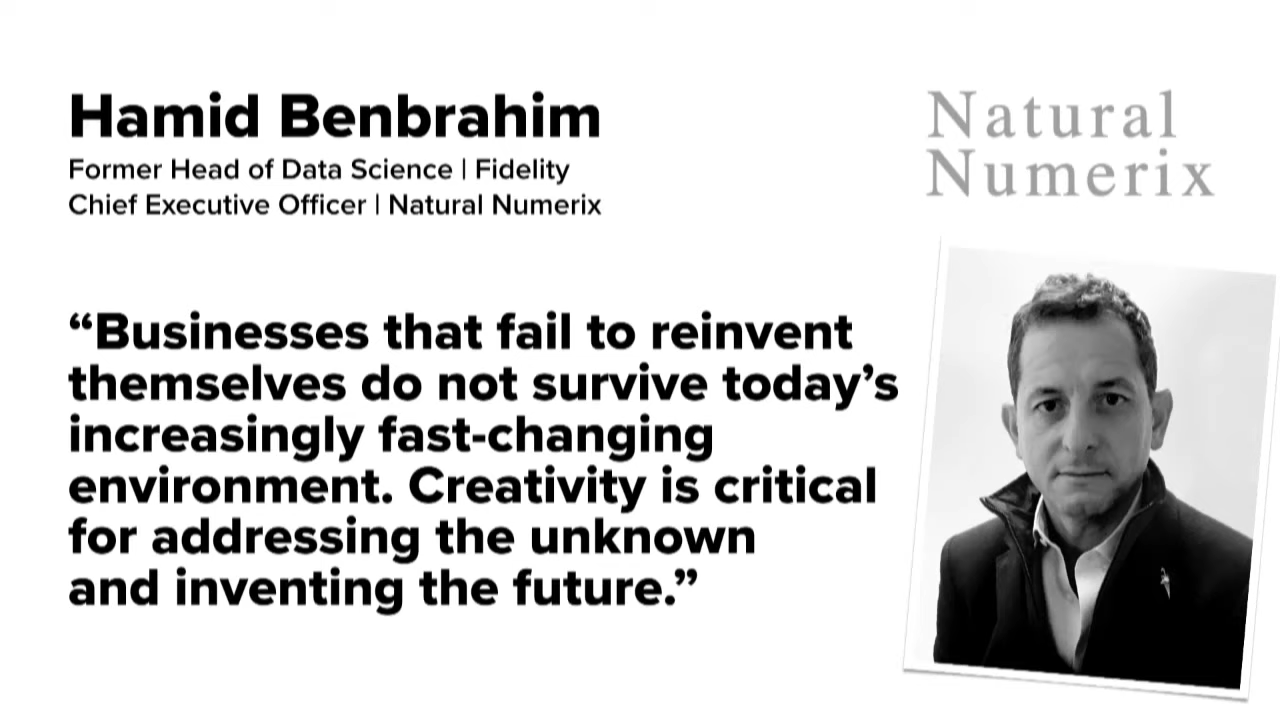 Hamid Benbrahim
Former Head of Data Science | Fidelity
Chief Executive Officer | Natural Numerix
Natural
Numerix
“Businesses that fail to reinvent
themselves do not survive today’s
increasingly fast-changing
environment. Creativity is critical
for addressing the unknown
and inventing the future.”